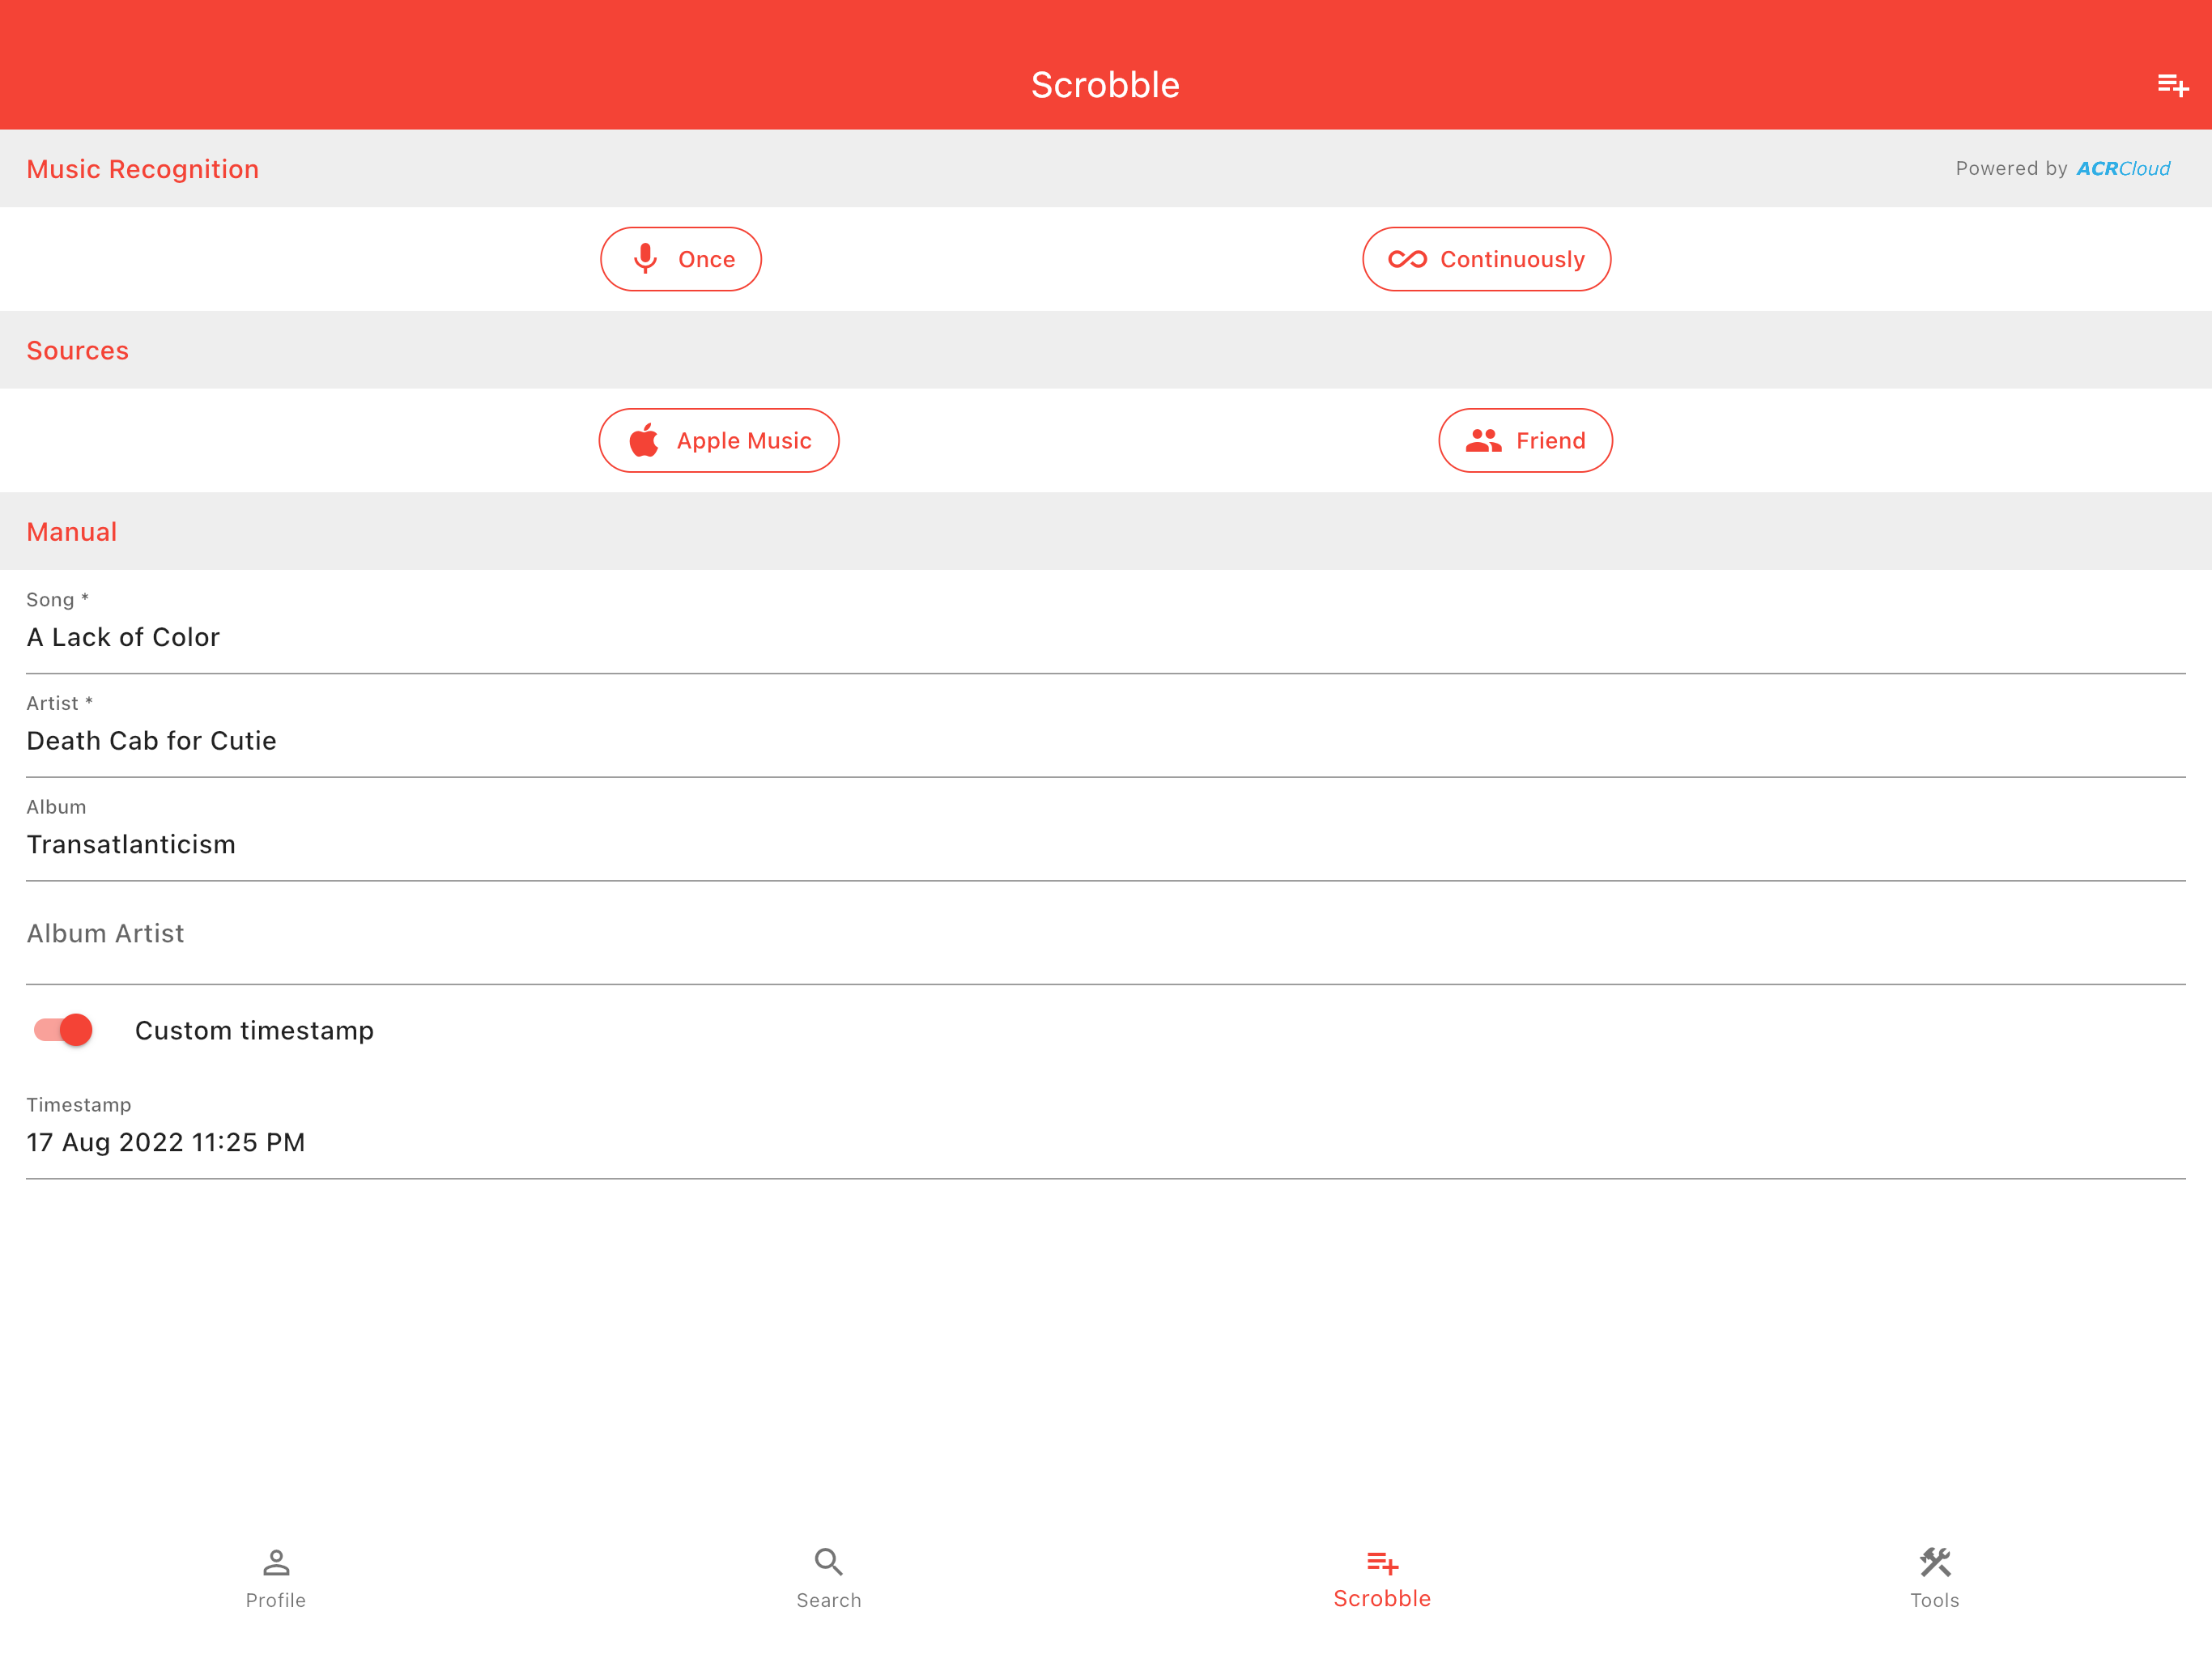 Scrobble
Music Recognition
Powered by ACRCloud
Once
Continuously
Sources
Apple Music
Friend
Manual
Song *
A Lack of Color
Artist *
Death Cab for Cutie
Album
Transatlanticism
Album Artist
Custom timestamp
Timestamp
17 Aug 2022 11:25 PM
Profile
Search
Scrobble
Tools